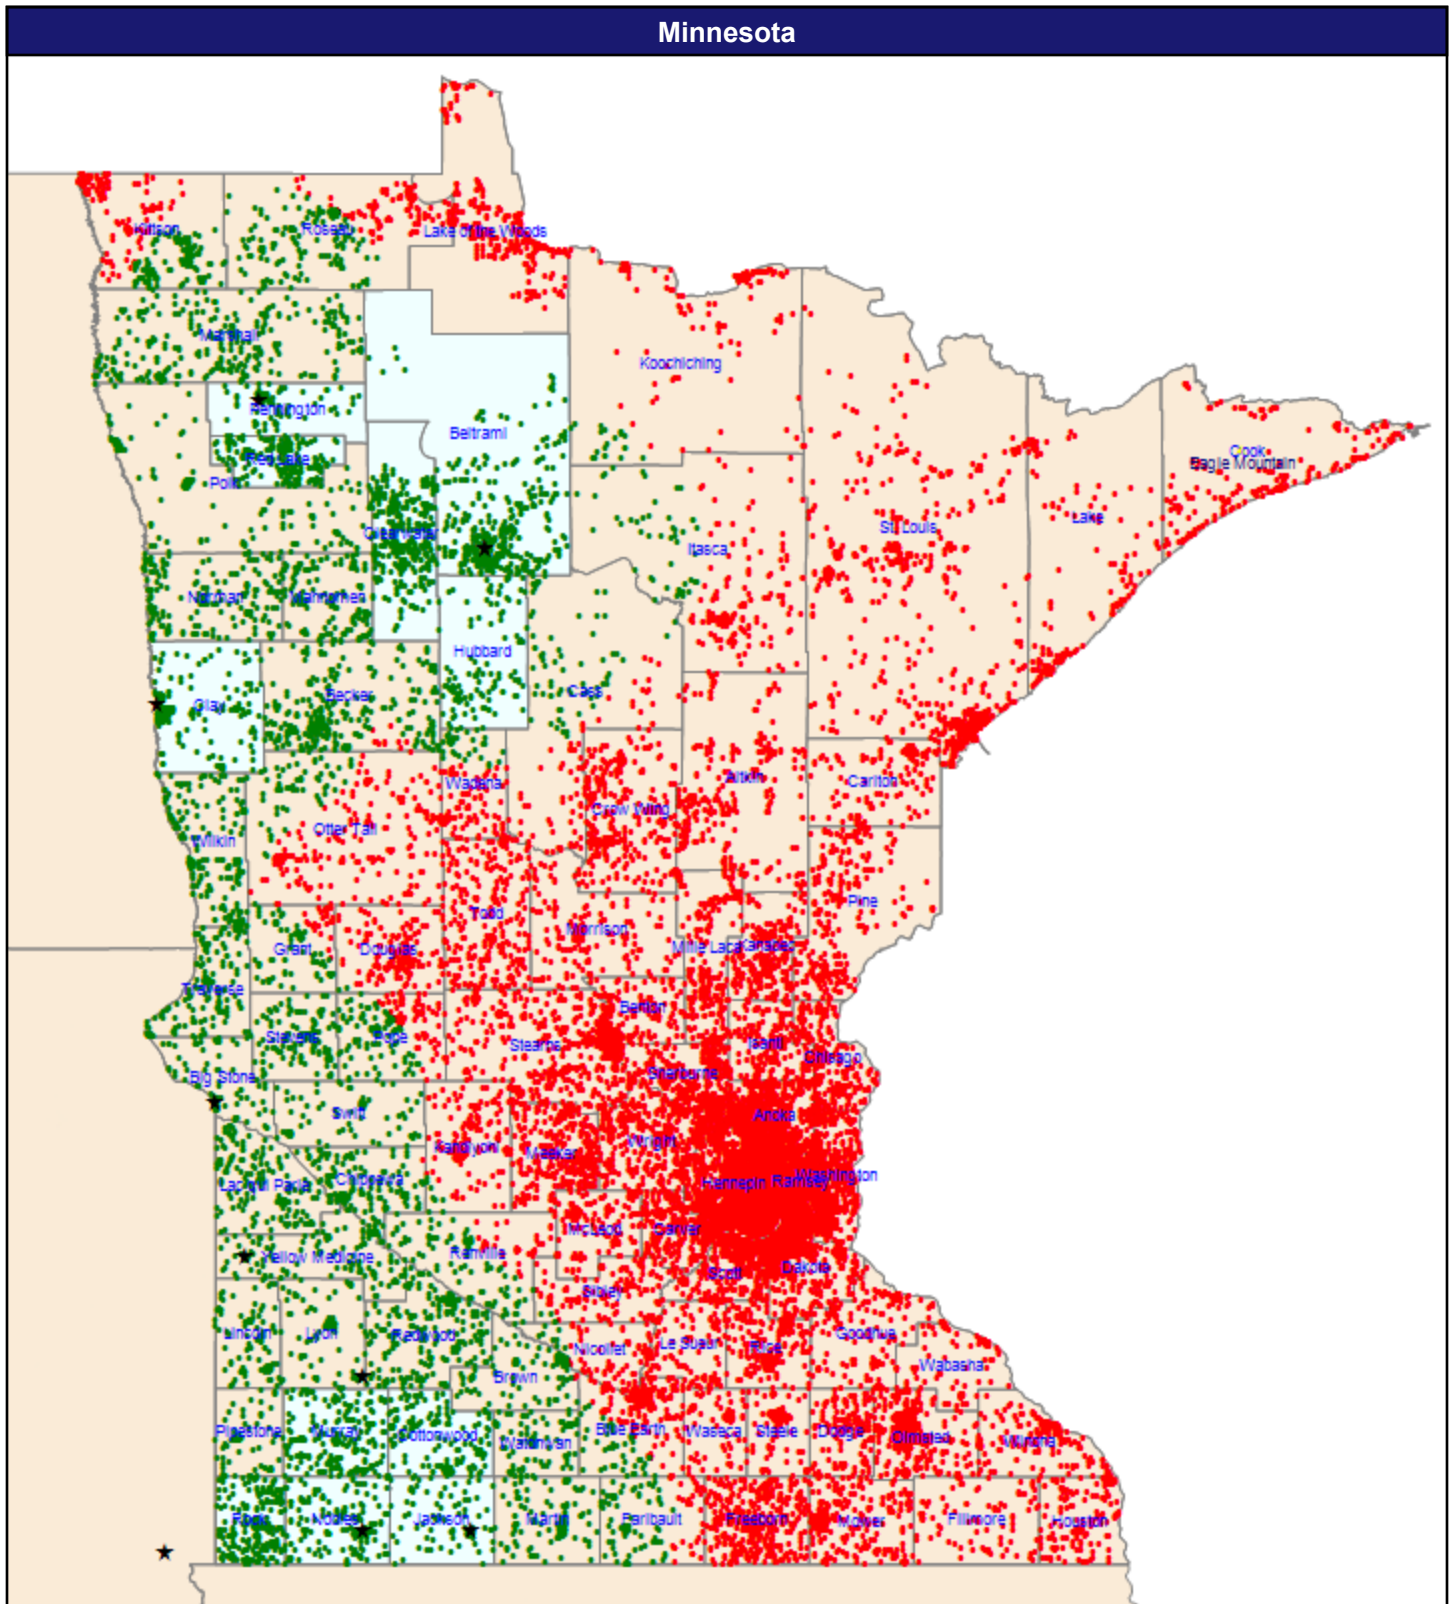 Minnesota
Kittson
Roseau
Lake of the Woods
Marshall
Koochiching
Pennington
Beltrami
Red Lake
Polk
Cook
Eagle Mountain
Clearwater
St. Louis
Lake
Itasca
Norman
Mahnomen
Hubbard
Clay
Becker
Cass
Wadena
Aitkin
Carlton
Otter Tail
Crow Wing
Wilkin
Todd
Morrison
Pine
Grant
Douglas
Mille Lacs
Kanabec
Traverse
Stevens
Pope
Benton
Stearns
Isanti
Chisago
Big Stone
Sherburne
Swift
Anoka
Kandiyohi
Meeker
Wright
Lac qui Parle
Chippewa
Hennepin
Ramsey
Washington
McLeod
Carver
Yellow Medicine
Renville
Scott
Dakota
Sibley
Lincoln
Lyon
Redwood
Nicollet
Le Sueur
Rice
Goodhue
Wabasha
Brown
Pipestone
Murray
Cottonwood
Watonwan
Blue Earth
Waseca
Steele
Dodge
Olmsted
Winona
Rock
Nobles
Jackson
Martin
Faribault
Freeborn
Mower
Fillmore
Houston